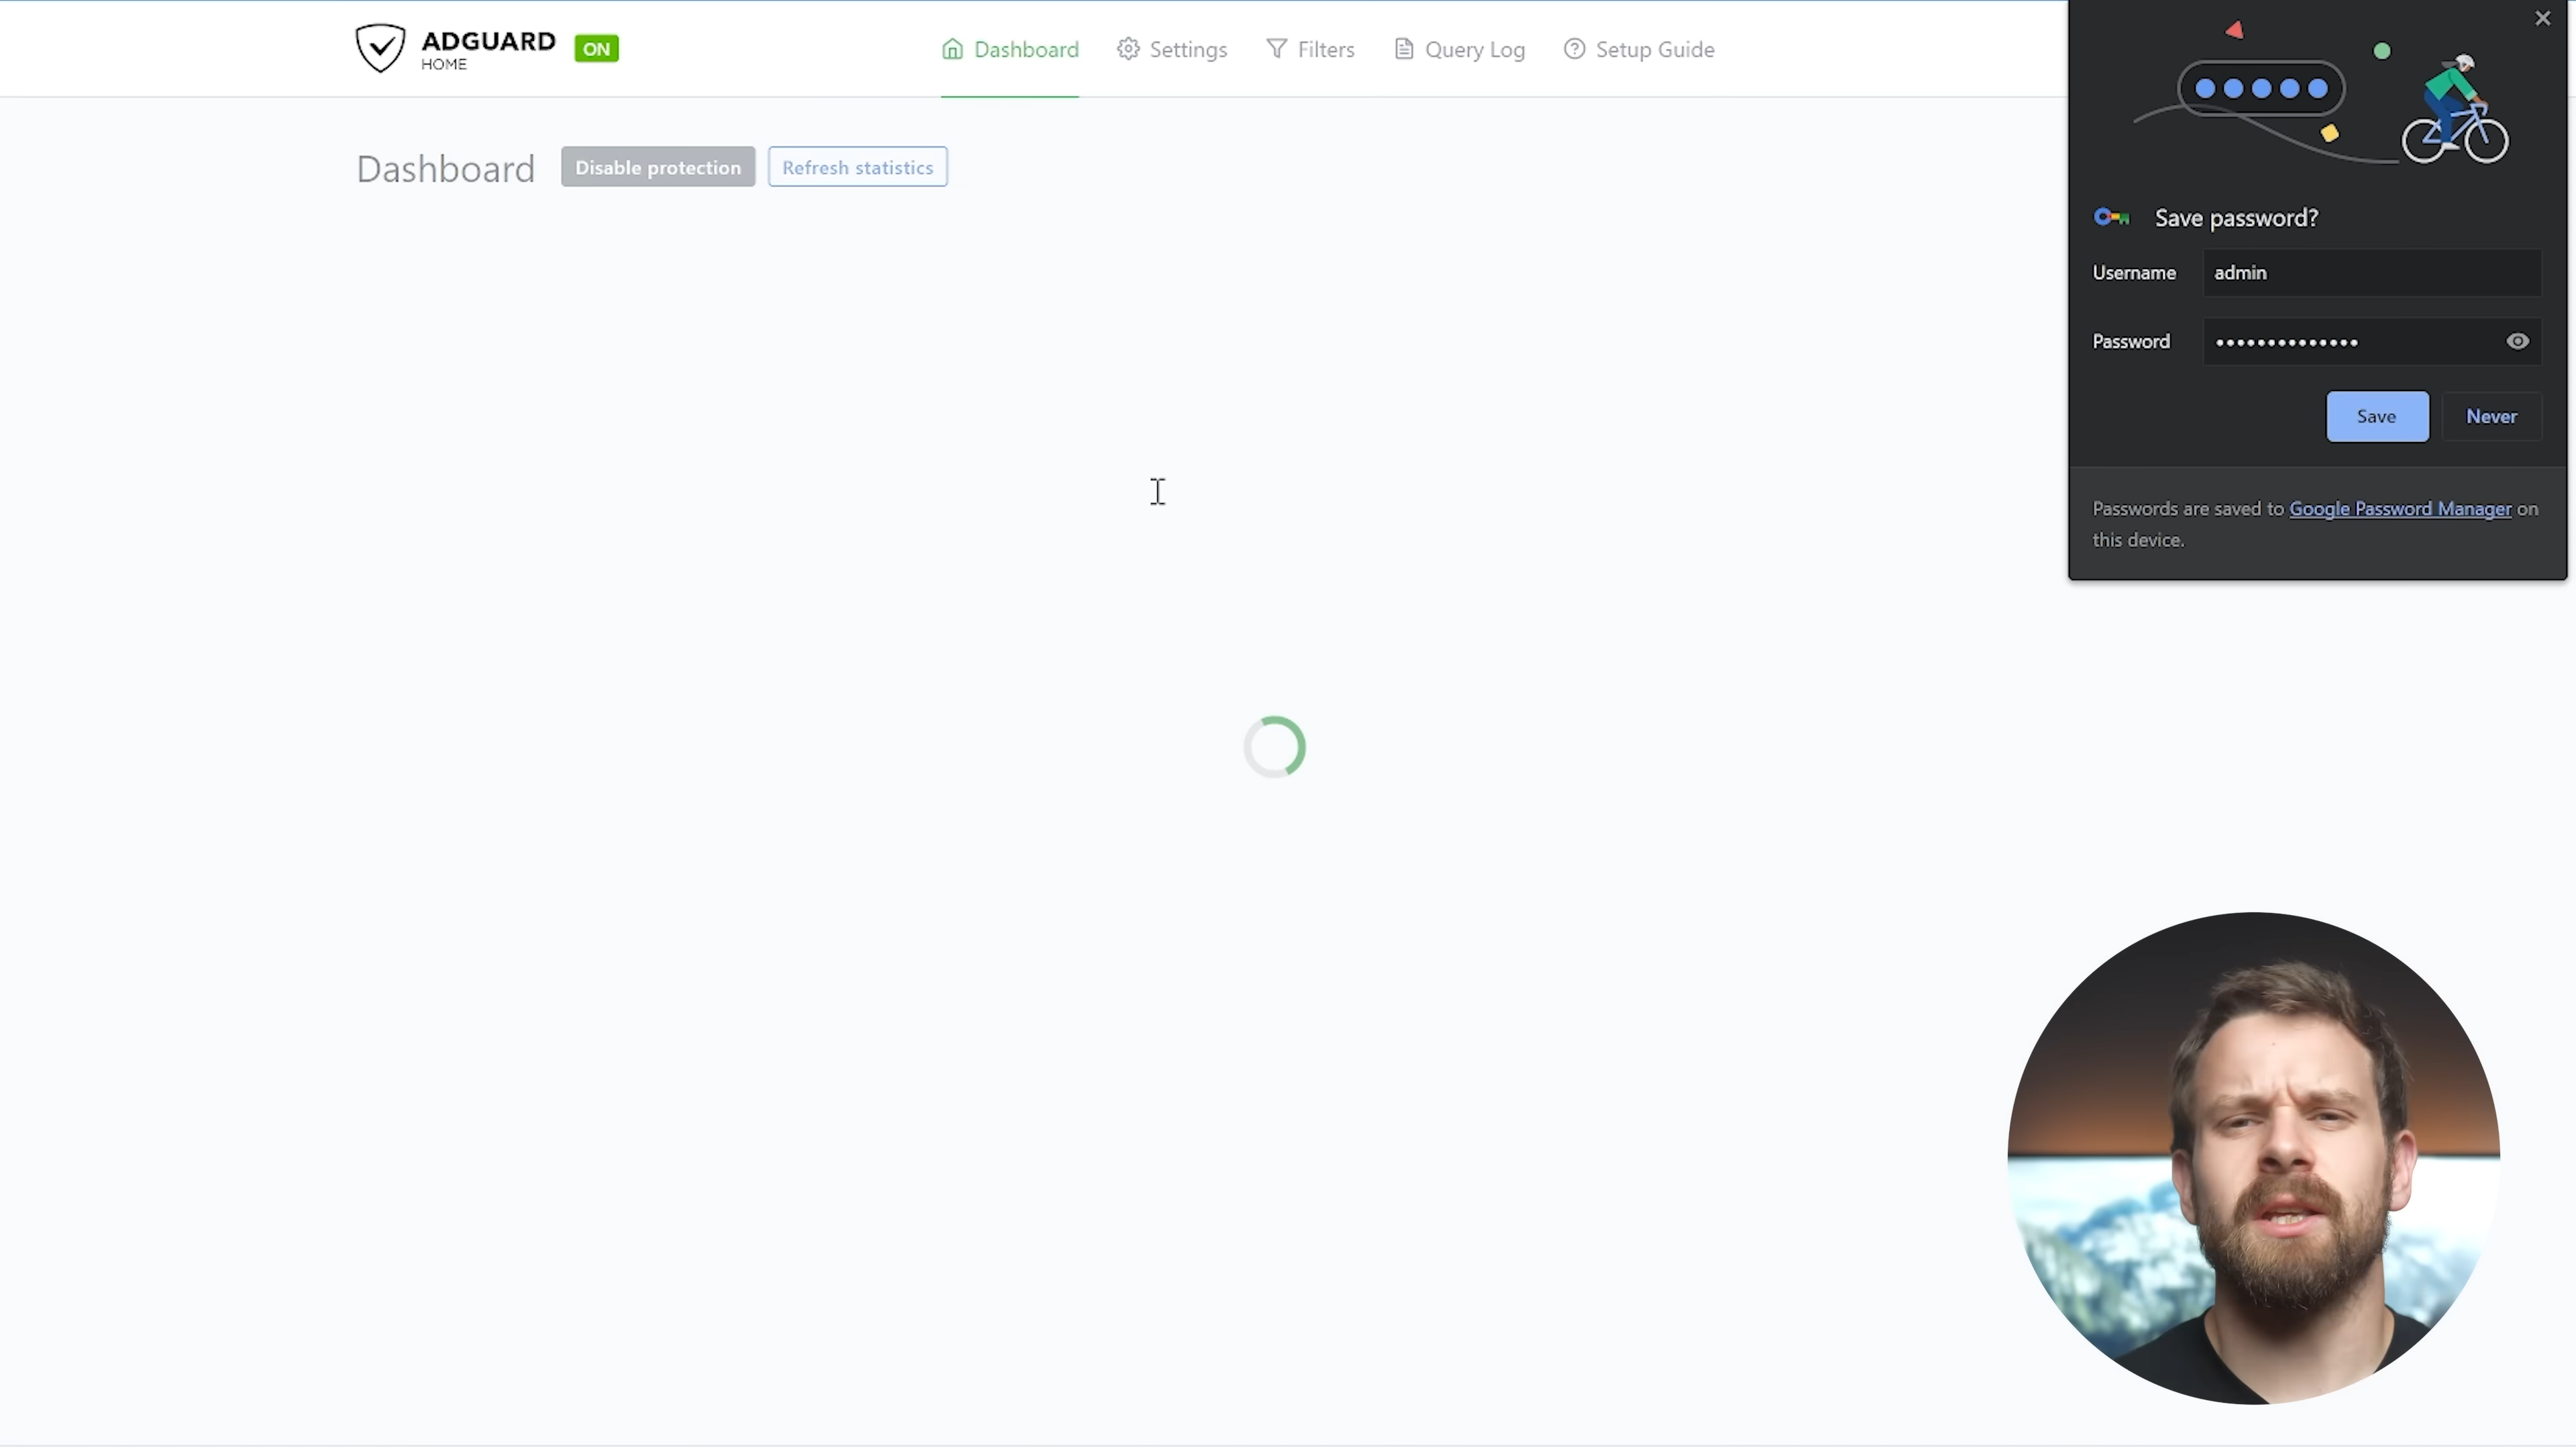 ADGUARD
HOME
ON
Dashboard
Settings
Filters
Query Log
Setup Guide
Dashboard
Disable protection
Refresh statistics
Save password?
Username
admin
Password
••••••••••••••
Save
Never
Passwords are saved to Google Password Manager on
this device.